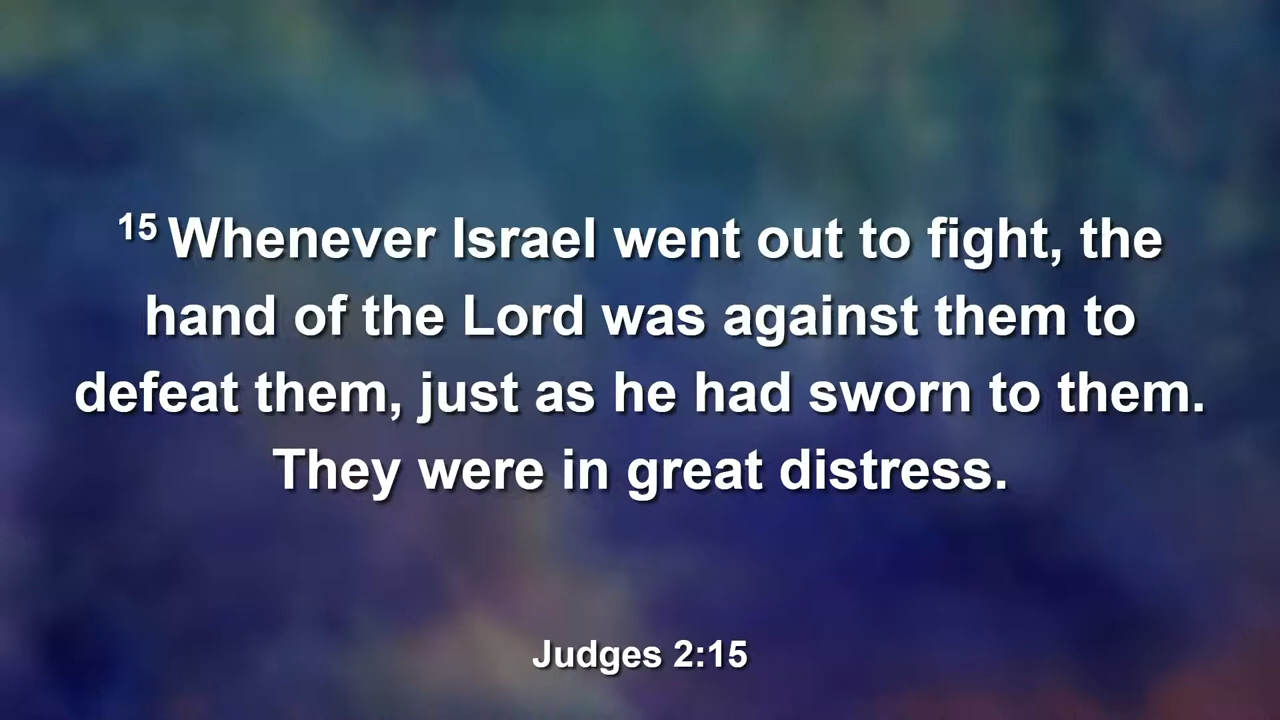 15 Whenever Israel went out to fight, the
hand of the Lord was against them to
defeat them, just as he had sworn to them.
They were in great distress.
Judges 2:15